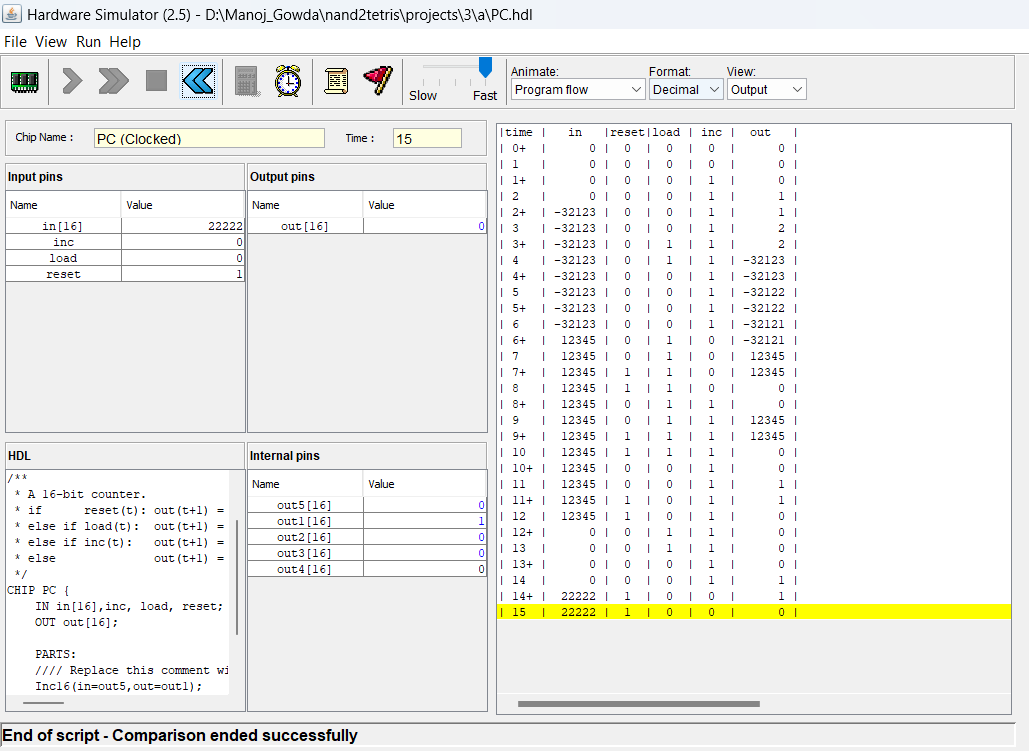 Hardware Simulator (2.5) - D:\Manoj_Gowda\nand2tetris\projects\3\a\PC.hdl
File View Run Help
Slow Fast
Animate: Format: View:
Program flow Decimal Output
Chip Name : PC (Clocked) Time : 15
Input pins
Name Value
in[16] 22222
inc 0
load 0
reset 1
Output pins
Name Value
out[16] 0
HDL
/**
* A 16-bit counter.
* if reset(t): out(t+1) =
* else if load(t): out(t+1) =
* else if inc(t): out(t+1) =
* else out(t+1) =
*/
CHIP PC {
IN in[16],inc, load, reset;
OUT out[16];
PARTS:
//// Replace this comment wi
Inc16(in=out5,out=out1);
Internal pins
Name Value
out5[16] 0
out1[16] 1
out2[16] 0
out3[16] 0
out4[16] 0
|time | in |reset|load | inc | out |
| 0+ | 0 | 0 | 0 | 0 | 0 |
| 1 | 0 | 0 | 0 | 0 | 0 |
| 1+ | 0 | 0 | 0 | 1 | 0 |
| 2 | 0 | 0 | 0 | 1 | 1 |
| 2+ | -32123 | 0 | 0 | 1 | 1 |
| 3 | -32123 | 0 | 0 | 1 | 2 |
| 3+ | -32123 | 0 | 1 | 1 | 2 |
| 4 | -32123 | 0 | 1 | 1 | -32123 |
| 4+ | -32123 | 0 | 0 | 1 | -32123 |
| 5 | -32123 | 0 | 0 | 1 | -32122 |
| 5+ | -32123 | 0 | 0 | 1 | -32122 |
| 6 | -32123 | 0 | 0 | 1 | -32121 |
| 6+ | 12345 | 0 | 1 | 0 | -32121 |
| 7 | 12345 | 0 | 1 | 0 | 12345 |
| 7+ | 12345 | 1 | 1 | 0 | 12345 |
| 8 | 12345 | 1 | 1 | 0 | 0 |
| 8+ | 12345 | 0 | 1 | 1 | 0 |
| 9 | 12345 | 0 | 1 | 1 | 12345 |
| 9+ | 12345 | 1 | 1 | 1 | 12345 |
| 10 | 12345 | 1 | 1 | 1 | 0 |
| 10+ | 12345 | 0 | 0 | 1 | 0 |
| 11 | 12345 | 0 | 0 | 1 | 1 |
| 11+ | 12345 | 1 | 0 | 1 | 1 |
| 12 | 12345 | 1 | 0 | 1 | 0 |
| 12+ | 0 | 0 | 1 | 1 | 0 |
| 13 | 0 | 0 | 1 | 1 | 0 |
| 13+ | 0 | 0 | 0 | 1 | 0 |
| 14 | 0 | 0 | 0 | 1 | 1 |
| 14+ | 22222 | 1 | 0 | 0 | 1 |
| 15 | 22222 | 1 | 0 | 0 | 0 |
End of script - Comparison ended successfully